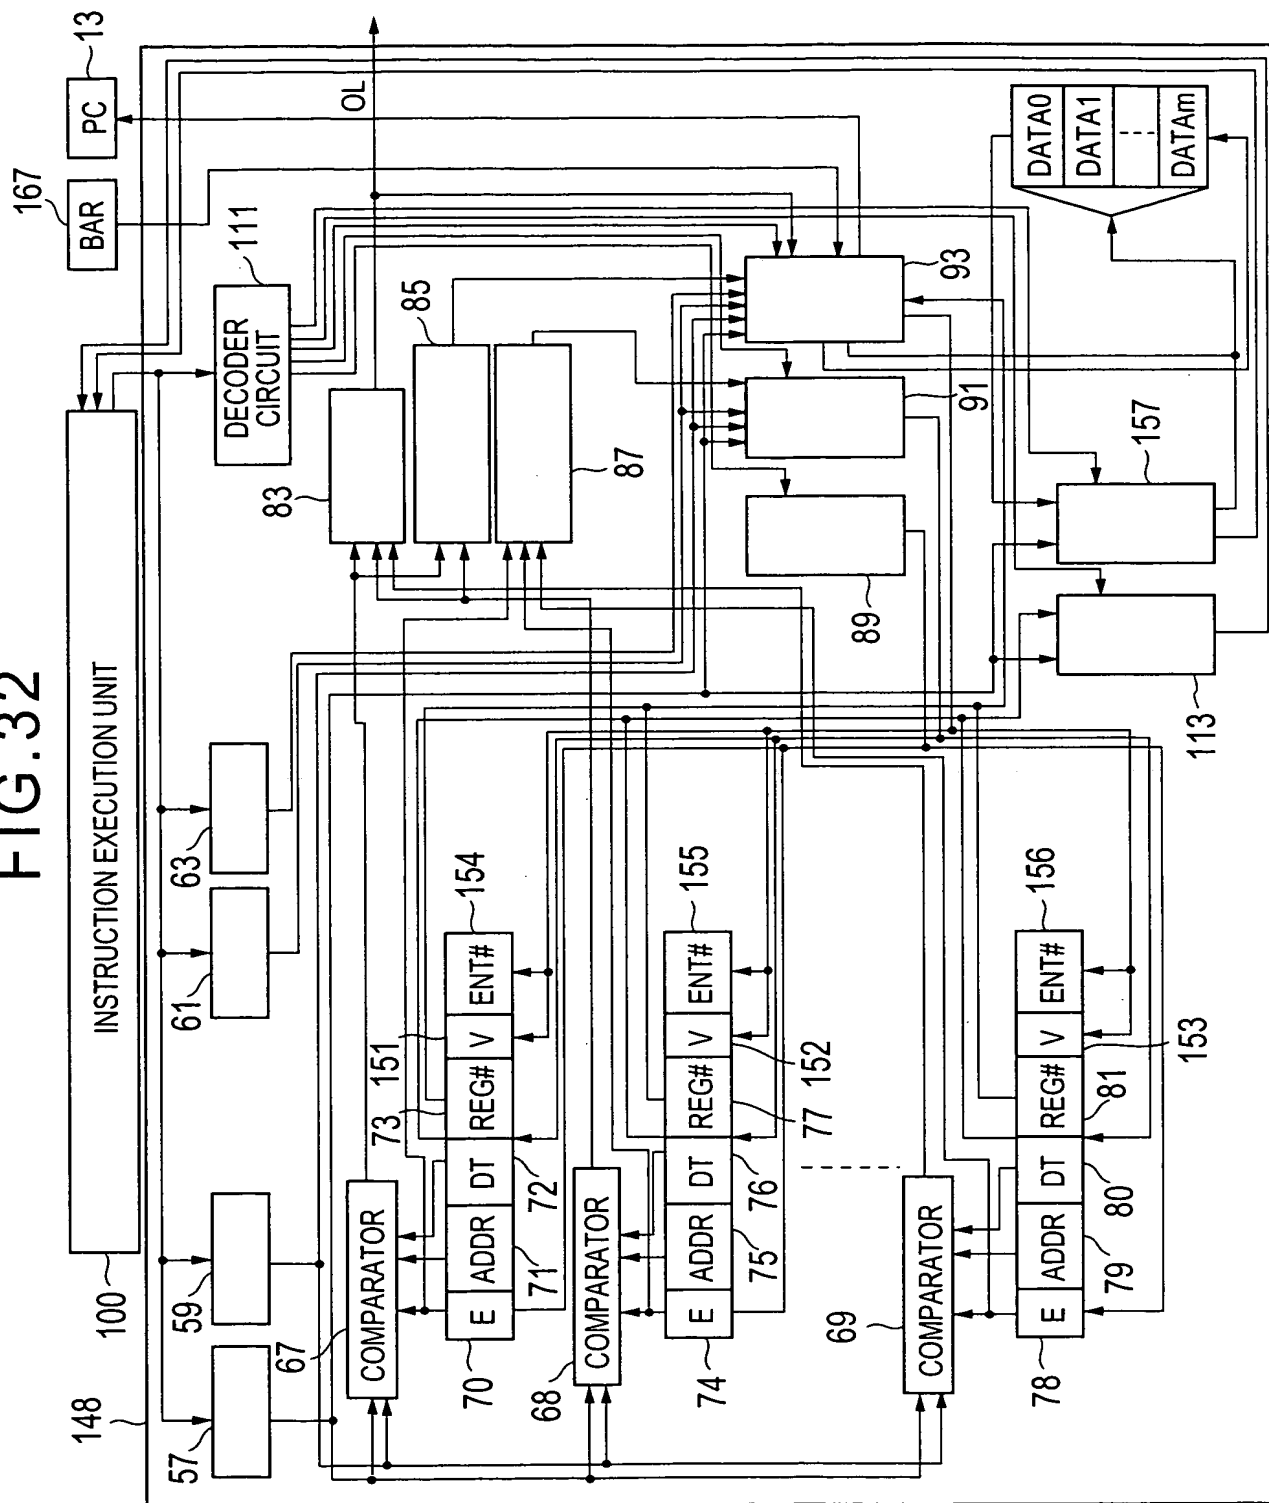 FIG.32
INSTRUCTION EXECUTION UNIT
100
148
PC
13
BAR
167
DECODER
CIRCUIT
111
OL
57
59
61
63
83
85
87
89
91
93
COMPARATOR
67
E
ADDR
DT
REG#
V
ENT#
70
71
72
73
151
154
COMPARATOR
68
E
ADDR
DT
REG#
V
ENT#
74
75
76
77
152
155
COMPARATOR
69
E
ADDR
DT
REG#
V
ENT#
78
79
80
81
153
156
113
157
DATA0
DATA1
DATAm